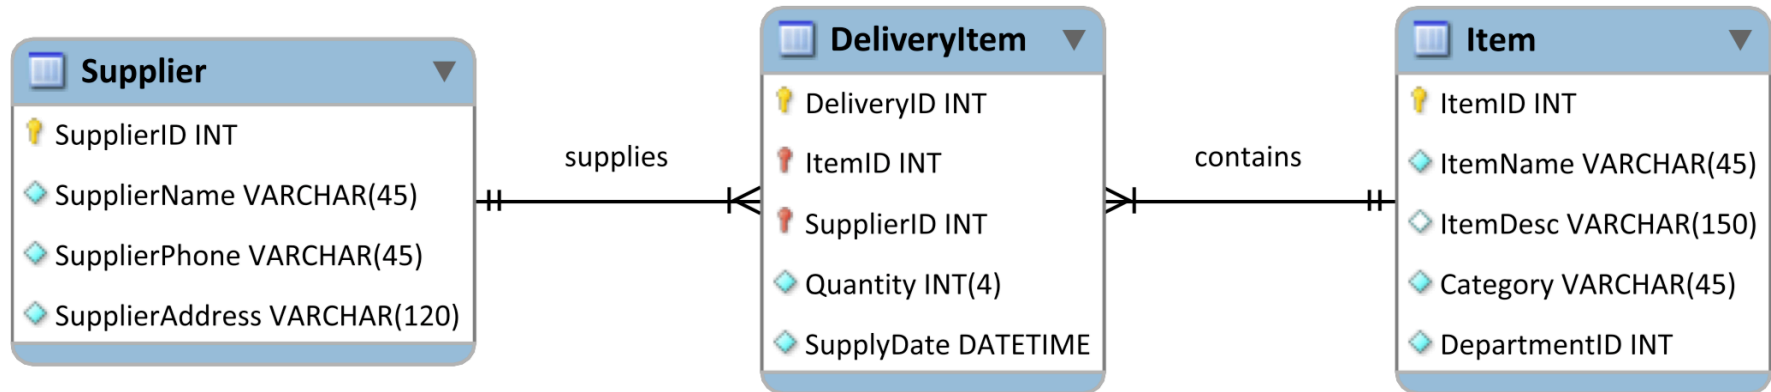 Supplier
SupplierID INT
SupplierName VARCHAR(45)
SupplierPhone VARCHAR(45)
SupplierAddress VARCHAR(120)
supplies
DeliveryItem
DeliveryID INT
ItemID INT
SupplierID INT
Quantity INT(4)
SupplyDate DATETIME
contains
Item
ItemID INT
ItemName VARCHAR(45)
ItemDesc VARCHAR(150)
Category VARCHAR(45)
DepartmentID INT